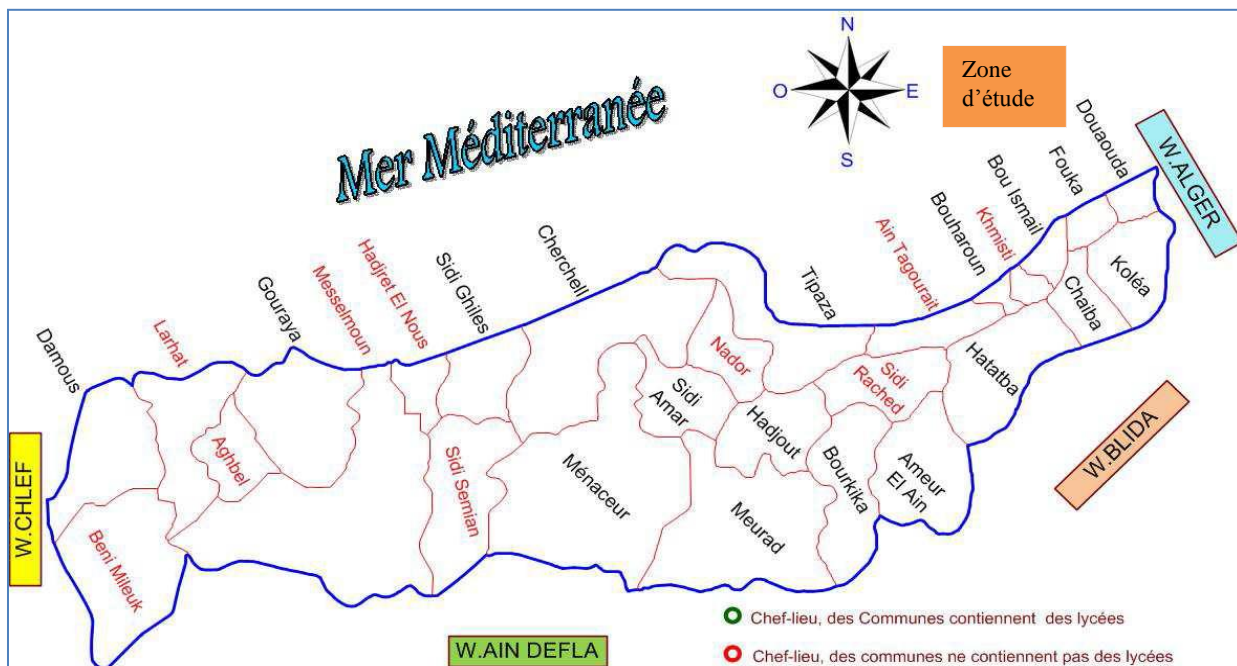 N
O
E
S
Zone
d'étude
Mer Méditerranée
W.ALGER
Douaouda
Fouka
Bou Ismail
Khmisti
Bouharoun
Ain Tagourait
Tipaza
Cherchell
Sidi Ghiles
Hadjret El Nous
Messelmoun
Gouraya
Larhat
Damous
Koléa
Chaiba
Hatatba
Nador
Sidi
Rached
Sidi
Amar
Hadjout
Bourkika
Ameur
El Ain
Aghbel
Sidi Semian
Ménaceur
Meurad
Beni Mileuk
W.CHLEF
W.BLIDA
W.AIN DEFLA
Chef-lieu, des Communes contiennent des lycées
Chef-lieu, des communes ne contiennent pas des lycées